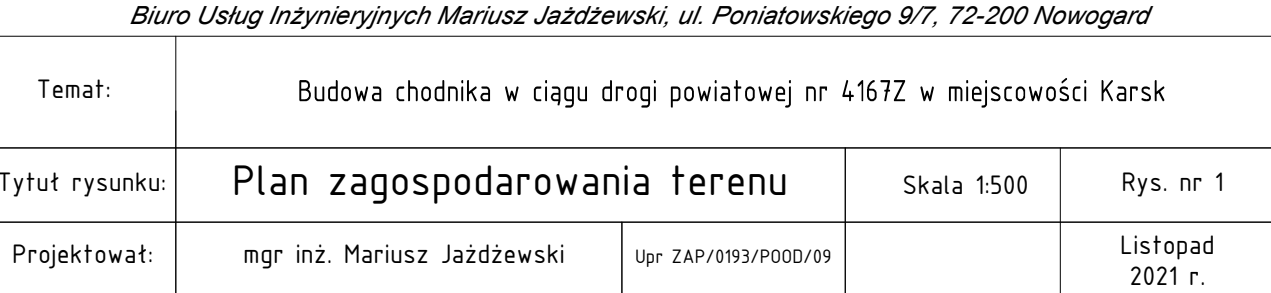 Biuro Usług Inżynieryjnych Mariusz Jażdżewski, ul. Poniatowskiego 9/7, 72-200 Nowogard
Temat:
Budowa chodnika w ciągu drogi powiatowej nr 4167Z w miejscowości Karsk
Tytuł rysunku:
Plan zagospodarowania terenu
Skala 1:500
Rys. nr 1
Projektował:
mgr inż. Mariusz Jażdżewski
Upr ZAP/0193/POOD/09
Listopad
2021 r.